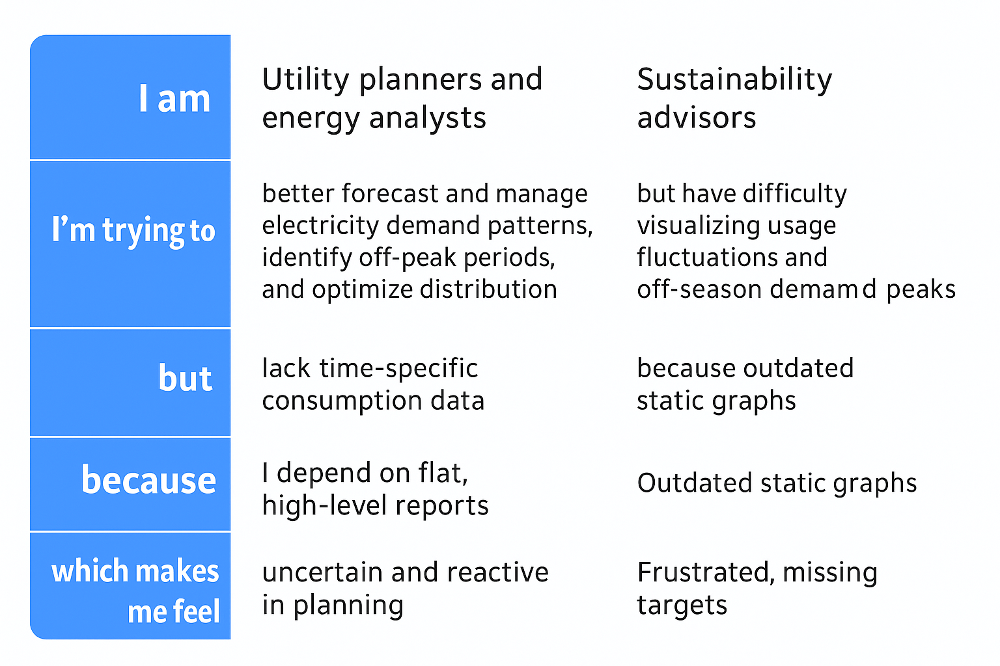 I am
Utility planners and
energy analysts
Sustainability
advisors
I'm trying to
better forecast and manage
electricity demand patterns,
identify off-peak periods,
and optimize distribution
but have difficulty
visualizing usage
fluctuations and
off-season demamd peaks
but
lack time-specific
consumption data
because outdated
static graphs
because
I depend on flat,
high-level reports
Outdated static graphs
which makes
me feel
uncertain and reactive
in planning
Frustrated, missing
targets